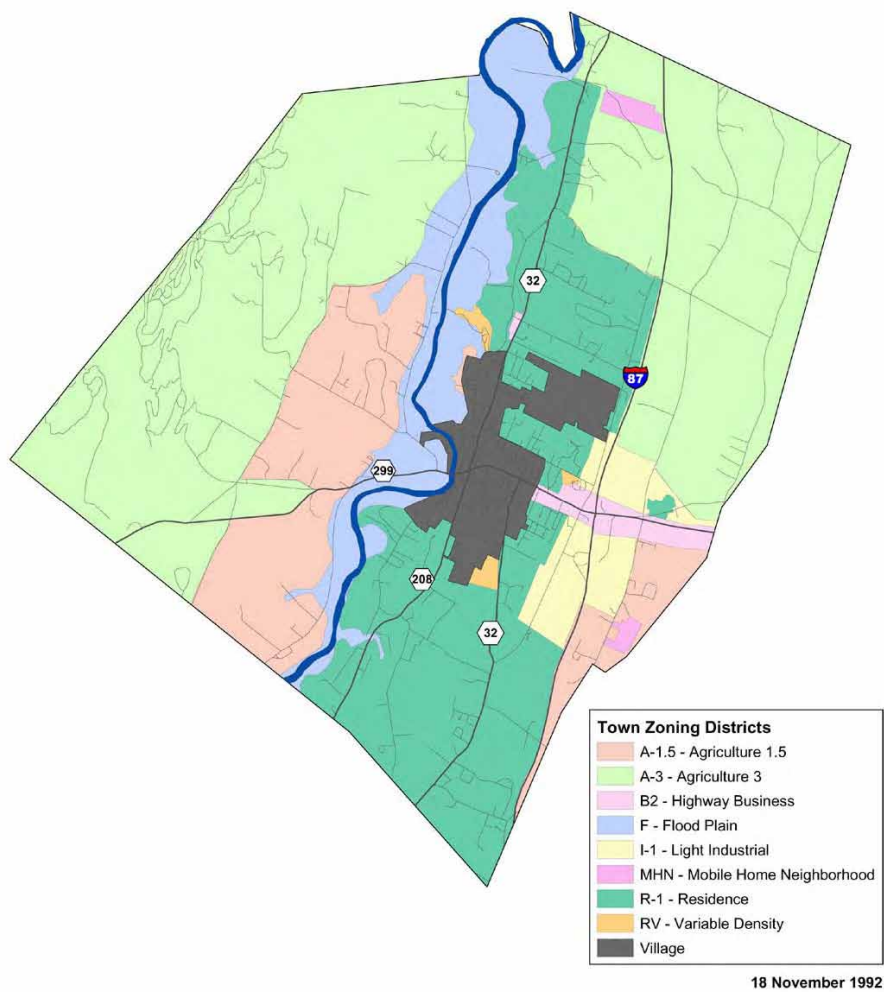 32
87
299
208
32
Town Zoning Districts
A-1.5 - Agriculture 1.5
A-3 - Agriculture 3
B2 - Highway Business
F - Flood Plain
I-1 - Light Industrial
MHN - Mobile Home Neighborhood
R-1 - Residence
RV - Variable Density
Village
18 November 1992